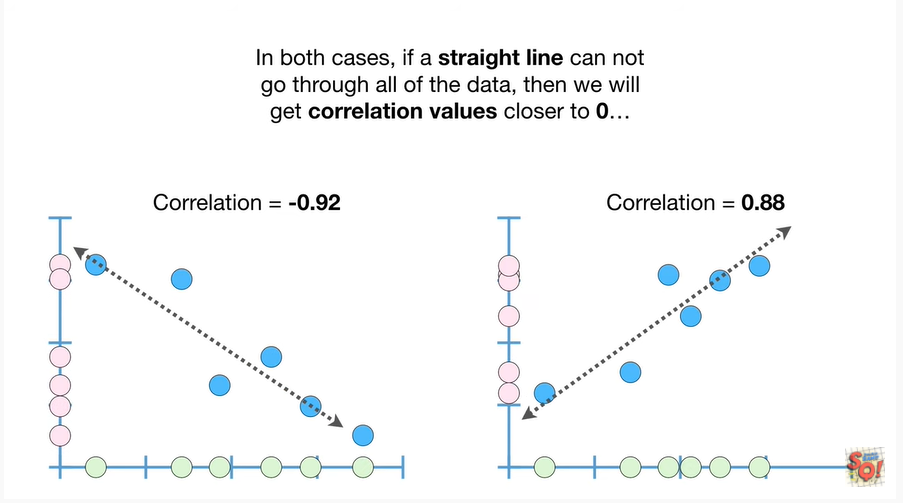 In both cases, if a straight line can not
go through all of the data, then we will
get correlation values closer to 0…
Correlation = -0.92
Correlation = 0.88
SQ!